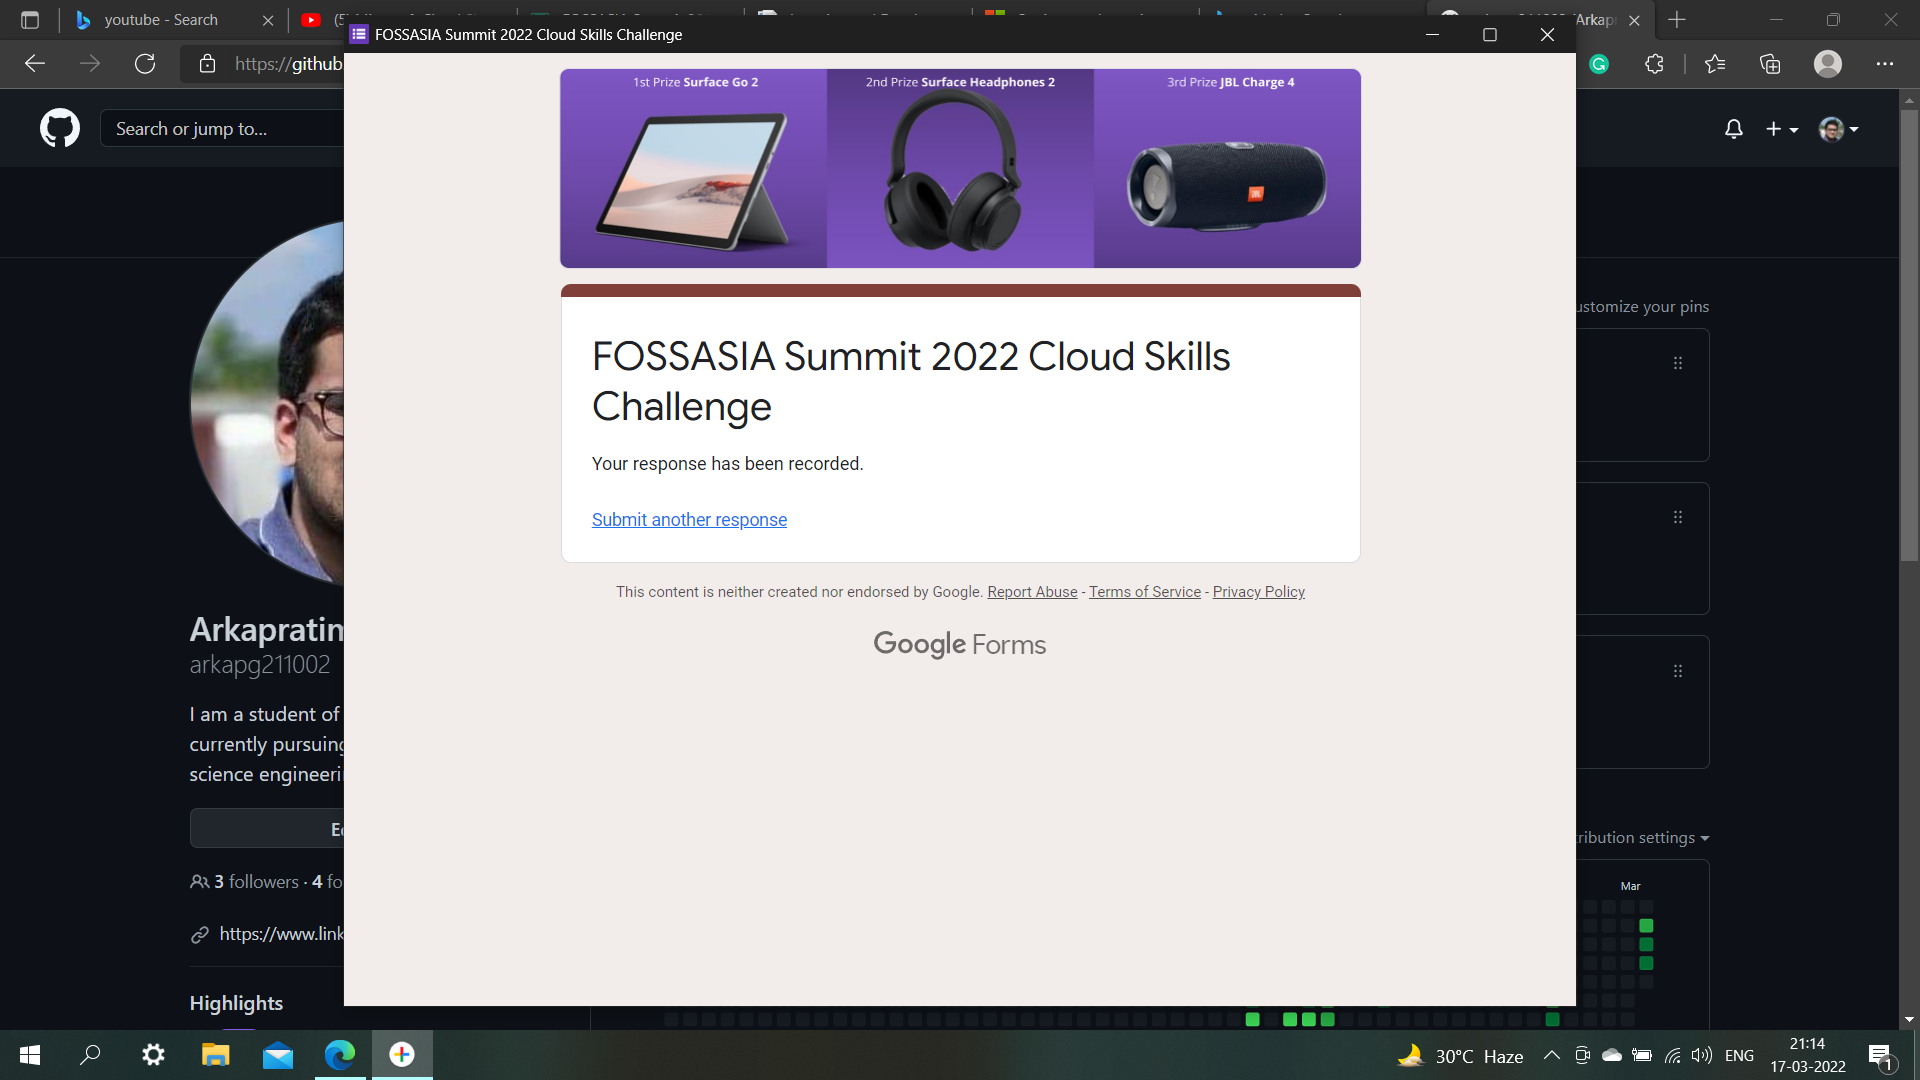 youtube - Search
FOSSASIA Summit 2022 Cloud Skills Challenge
https://github
Search or jump to...
1st Prize Surface Go 2
2nd Prize Surface Headphones 2
3rd Prize JBL Charge 4
JBL
ustomize your pins
FOSSASIA Summit 2022 Cloud Skills
Challenge
Your response has been recorded.
Submit another response
This content is neither created nor endorsed by Google. Report Abuse - Terms of Service - Privacy Policy
Google Forms
Arkapratim
arkapg211002
I am a student of
currently pursuing
science engineeri
3 followers · 4 fo
https://www.link
Highlights
ribution settings
Mar
30°C Haze
ENG
21:14
17-03-2022
1